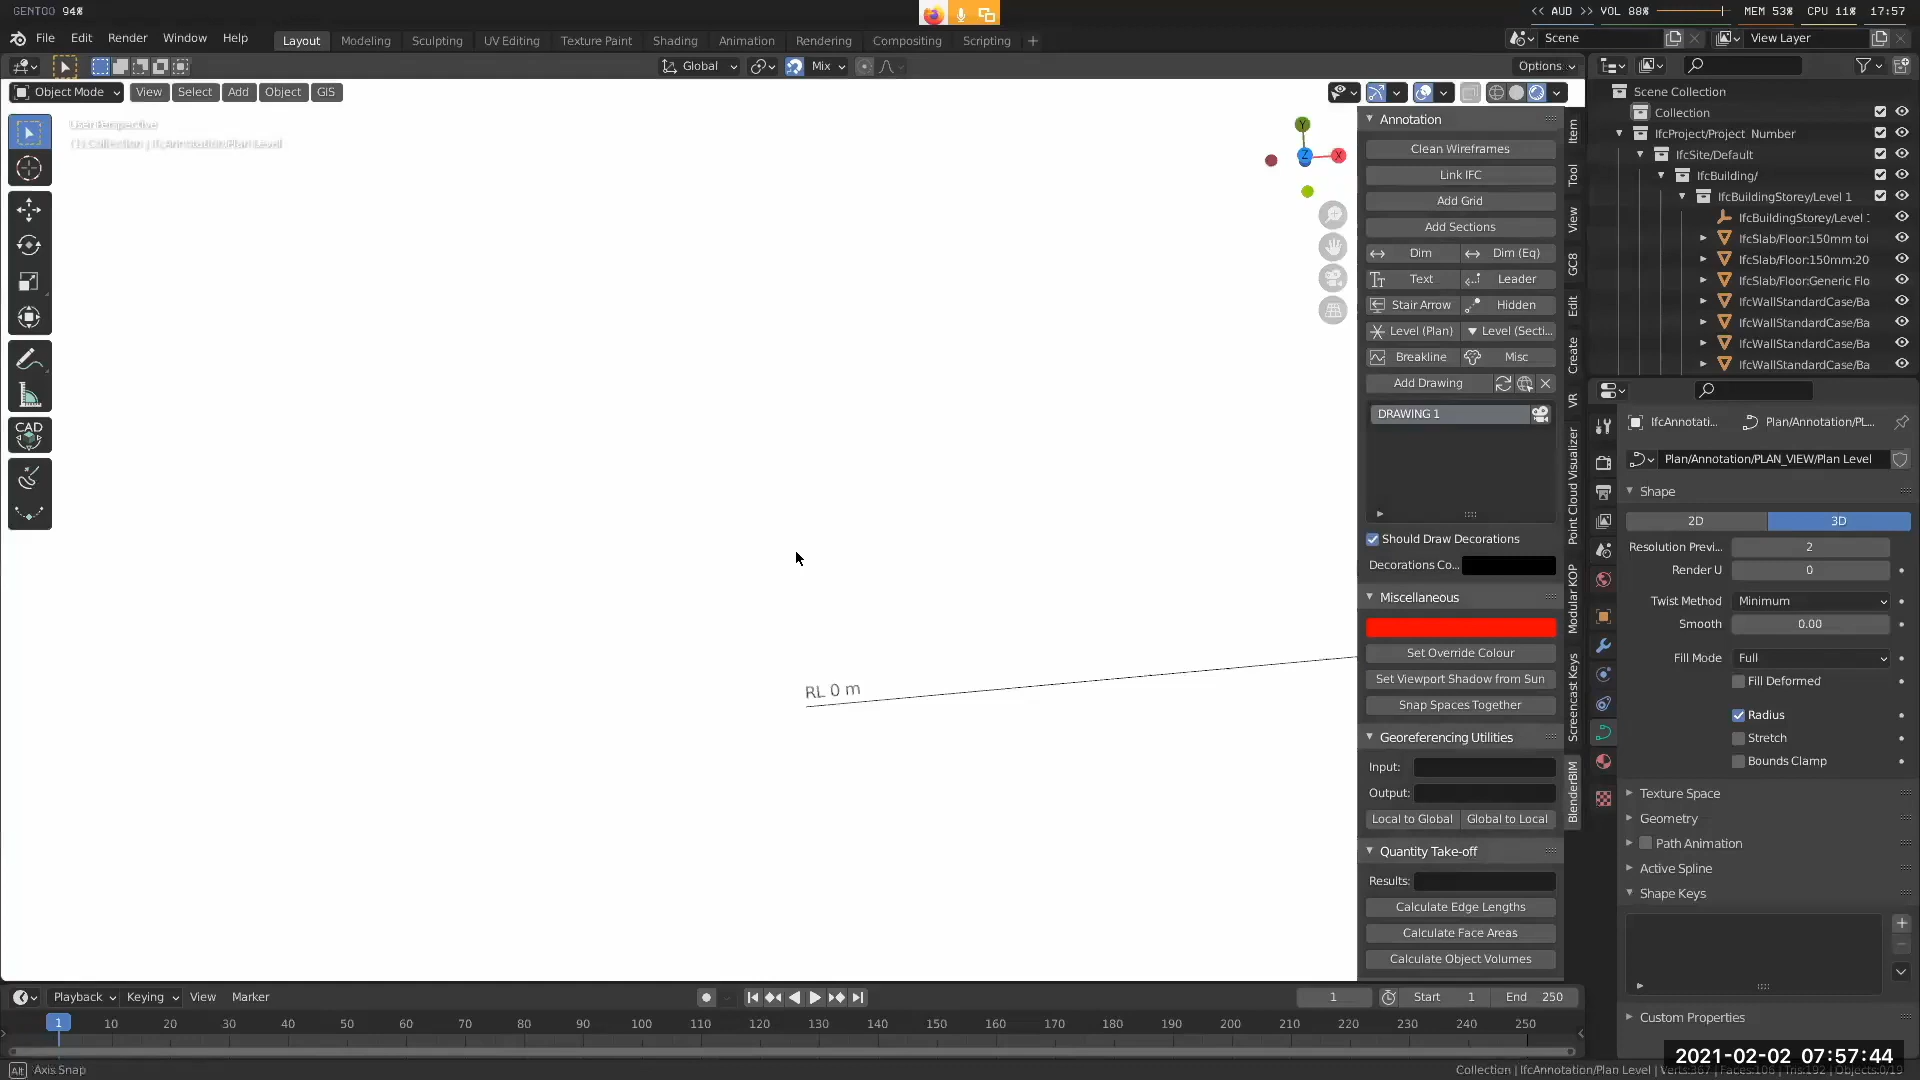 GENTOO 94%
<< AUD >> VOL 88% MEM 53% CPU 11% 17:57
File Edit Render Window Help Layout Modeling Sculpting UV Editing Texture Paint Shading Animation Rendering Compositing Scripting + Scene View Layer
Global Mix Options
Object Mode View Select Add Object GIS
User Perspective
(1) Collection | IfcAnnotation/Plan Level
Y
Z X
CAD
RL 0 m
Annotation
Clean Wireframes
Link IFC
Add Grid
Add Sections
Dim Dim (Eq)
Text Leader
Stair Arrow Hidden
Level (Plan) Level (Secti...
Breakline Misc
Add Drawing
DRAWING 1
Should Draw Decorations
Decorations Co...
Miscellaneous
Set Override Colour
Set Viewport Shadow from Sun
Snap Spaces Together
Georeferencing Utilities
Input:
Output:
Local to Global Global to Local
Quantity Take-off
Results:
Calculate Edge Lengths
Calculate Face Areas
Calculate Object Volumes
Item
Tool
View
GC8
Edit
Create
VR
Point Cloud Visualizer
Modular KOP
Screencast Keys
BlenderBIM
Scene Collection
Collection
IfcProject/Project Number
IfcSite/Default
IfcBuilding/
IfcBuildingStorey/Level 1
IfcBuildingStorey/Level
IfcSlab/Floor:150mm toi
IfcSlab/Floor:150mm:20
IfcSlab/Floor:Generic Flo
IfcWallStandardCase/Ba
IfcWallStandardCase/Ba
IfcWallStandardCase/Ba
IfcWallStandardCase/Ba
IfcAnnotati... Plan/Annotation/PL...
Plan/Annotation/PLAN_VIEW/Plan Level
Shape
2D 3D
Resolution Previ... 2
Render U 0
Twist Method Minimum
Smooth 0.00
Fill Mode Full
Fill Deformed
Radius
Stretch
Bounds Clamp
Texture Space
Geometry
Path Animation
Active Spline
Shape Keys
Custom Properties
Playback Keying View Marker 1 Start 1 End 250
1 10 20 30 40 50 60 70 80 90 100 110 120 130 140 150 160 170 180 190 200 210 220 230 240 250
2021-02-02 07:57:44
Alt Axis Snap
Collection | IfcAnnotation/Plan Level | Verts:367 | Faces:106 | Tris:192 | Objects:0/19